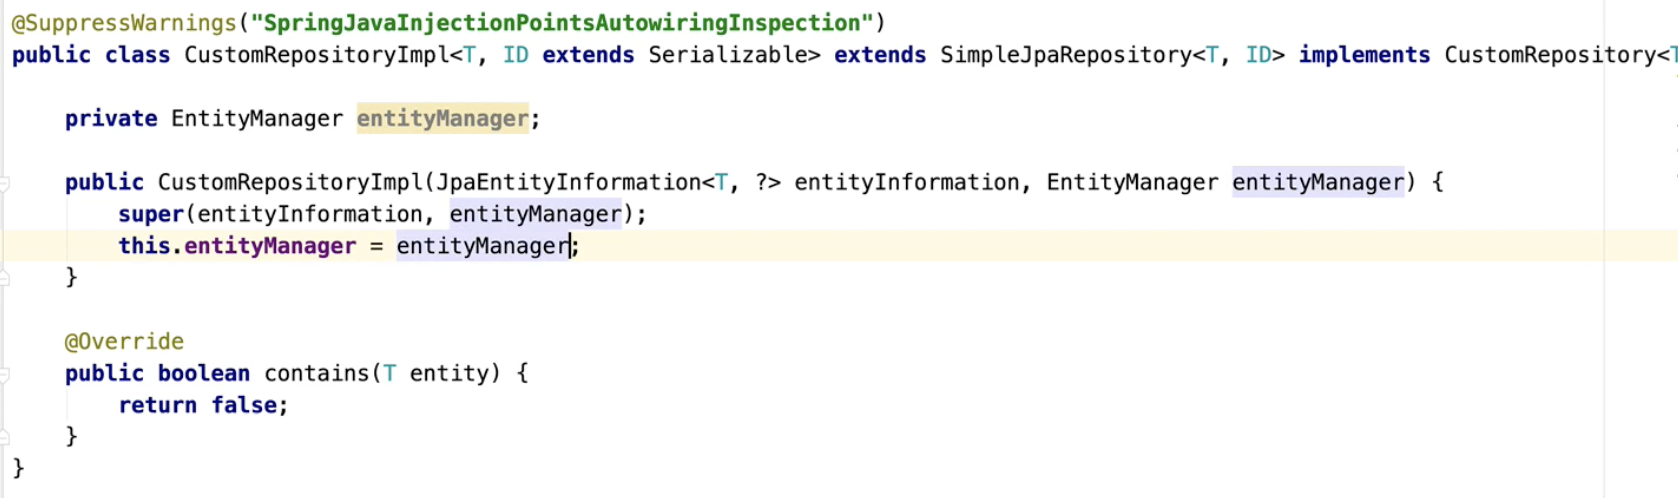 @SuppressWarnings("SpringJavaInjectionPointsAutowiringInspection")
public class CustomRepositoryImpl<T, ID extends Serializable> extends SimpleJpaRepository<T, ID> implements CustomRepository<T
private EntityManager entityManager;
public CustomRepositoryImpl(JpaEntityInformation<T, ?> entityInformation, EntityManager entityManager) {
super(entityInformation, entityManager);
this.entityManager = entityManager;
}
@Override
public boolean contains(T entity) {
return false;
}
}